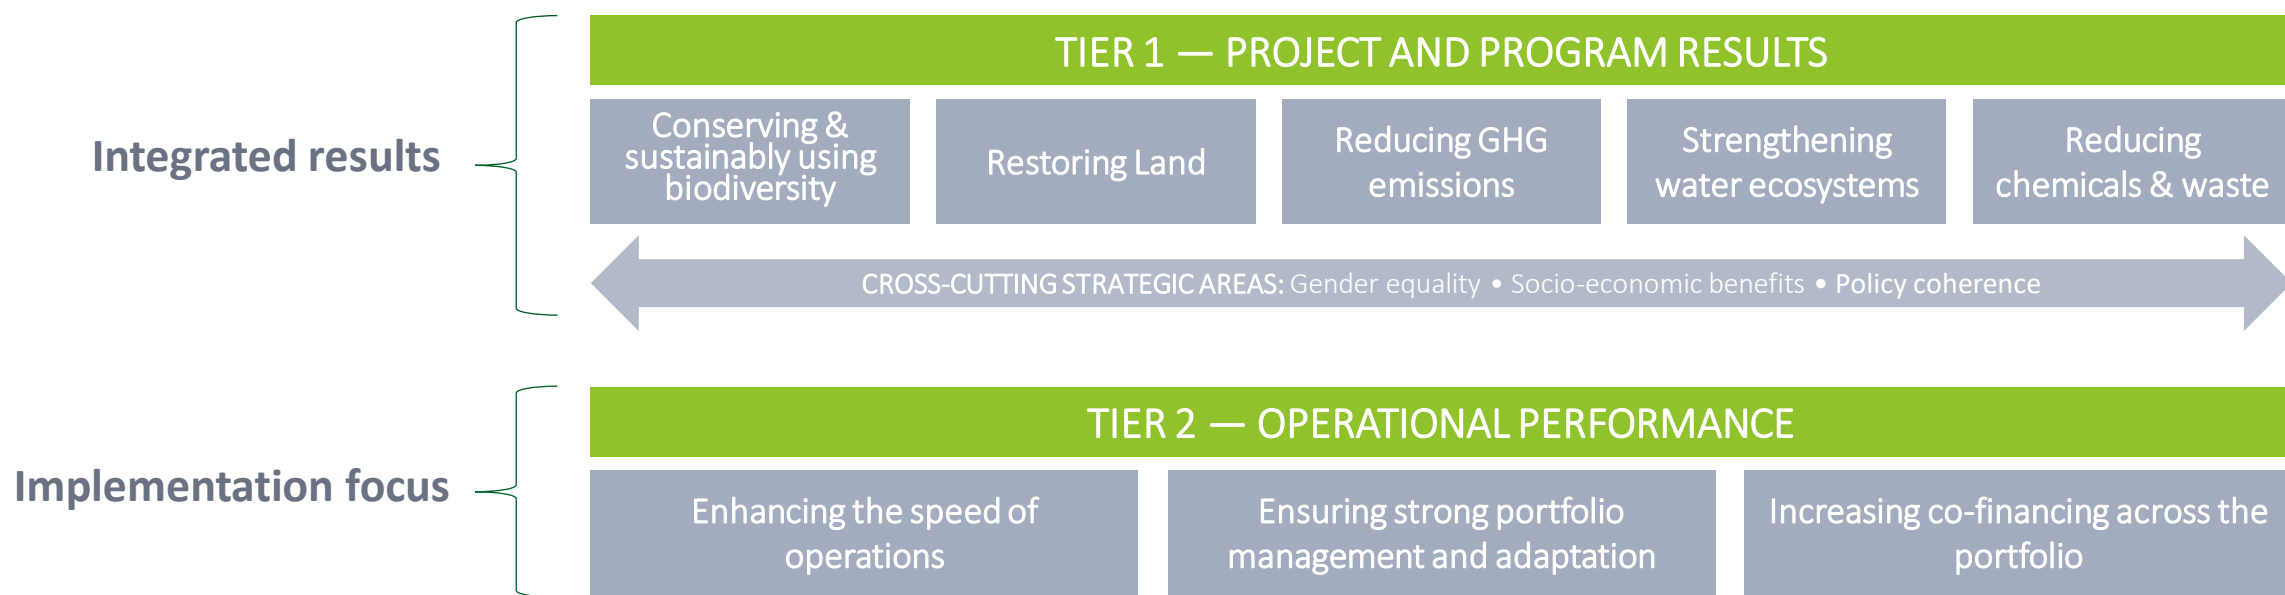 TIER 1 — PROJECT AND PROGRAM RESULTS
Integrated results
Conserving &
sustainably using
biodiversity
Restoring Land
Reducing GHG
emissions
Strengthening
water ecosystems
Reducing
chemicals & waste
CROSS-CUTTING STRATEGIC AREAS: Gender equality • Socio-economic benefits • Policy coherence
TIER 2 — OPERATIONAL PERFORMANCE
Implementation focus
Enhancing the speed of
operations
Ensuring strong portfolio
management and adaptation
Increasing co-financing across the
portfolio